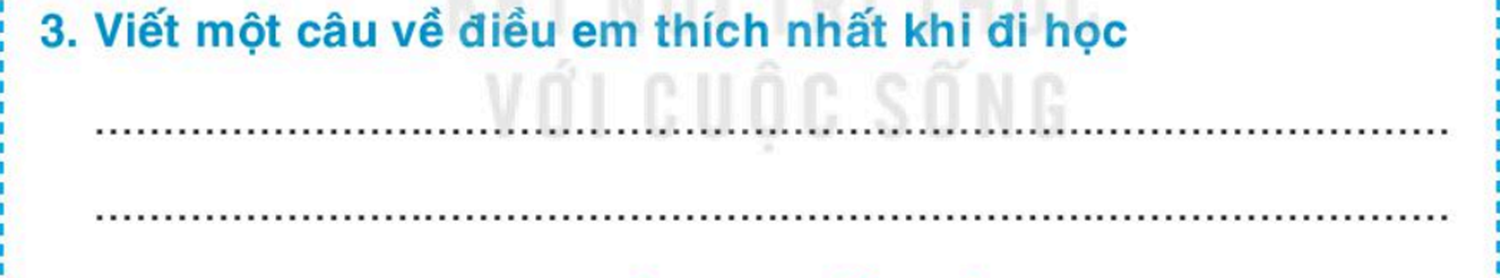 3. Viết một câu về điều em thích nhất khi đi học
VỚI CUỘC SỐNG